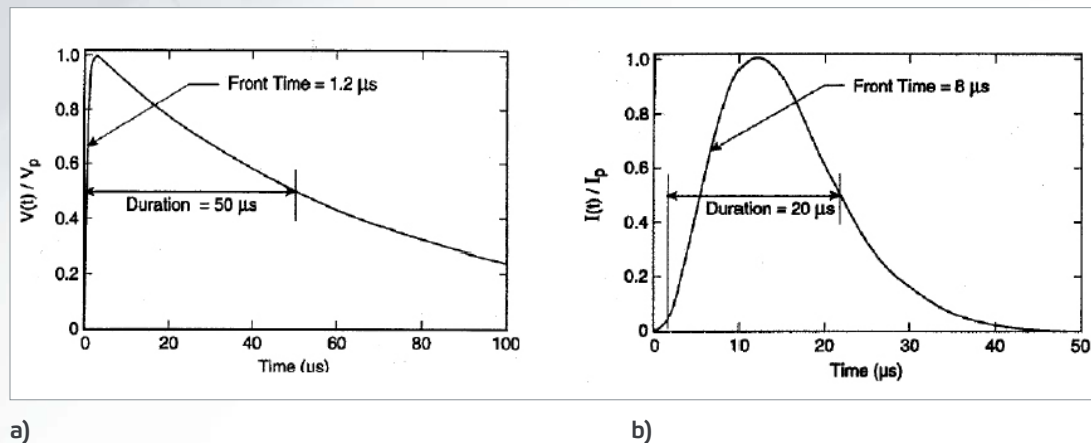 1.0
0.8
0.6
0.4
0.2
0
V(t) / Vp
Front Time = 1.2 μs
Duration = 50 μs
0 20 40 60 80 100
Time (μs)
1.0
0.8
0.6
0.4
0.2
0.0
I(t) / Ip
Front Time = 8 μs
Duration = 20 μs
0 10 20 30 40 50
Time (μs)
a)
b)